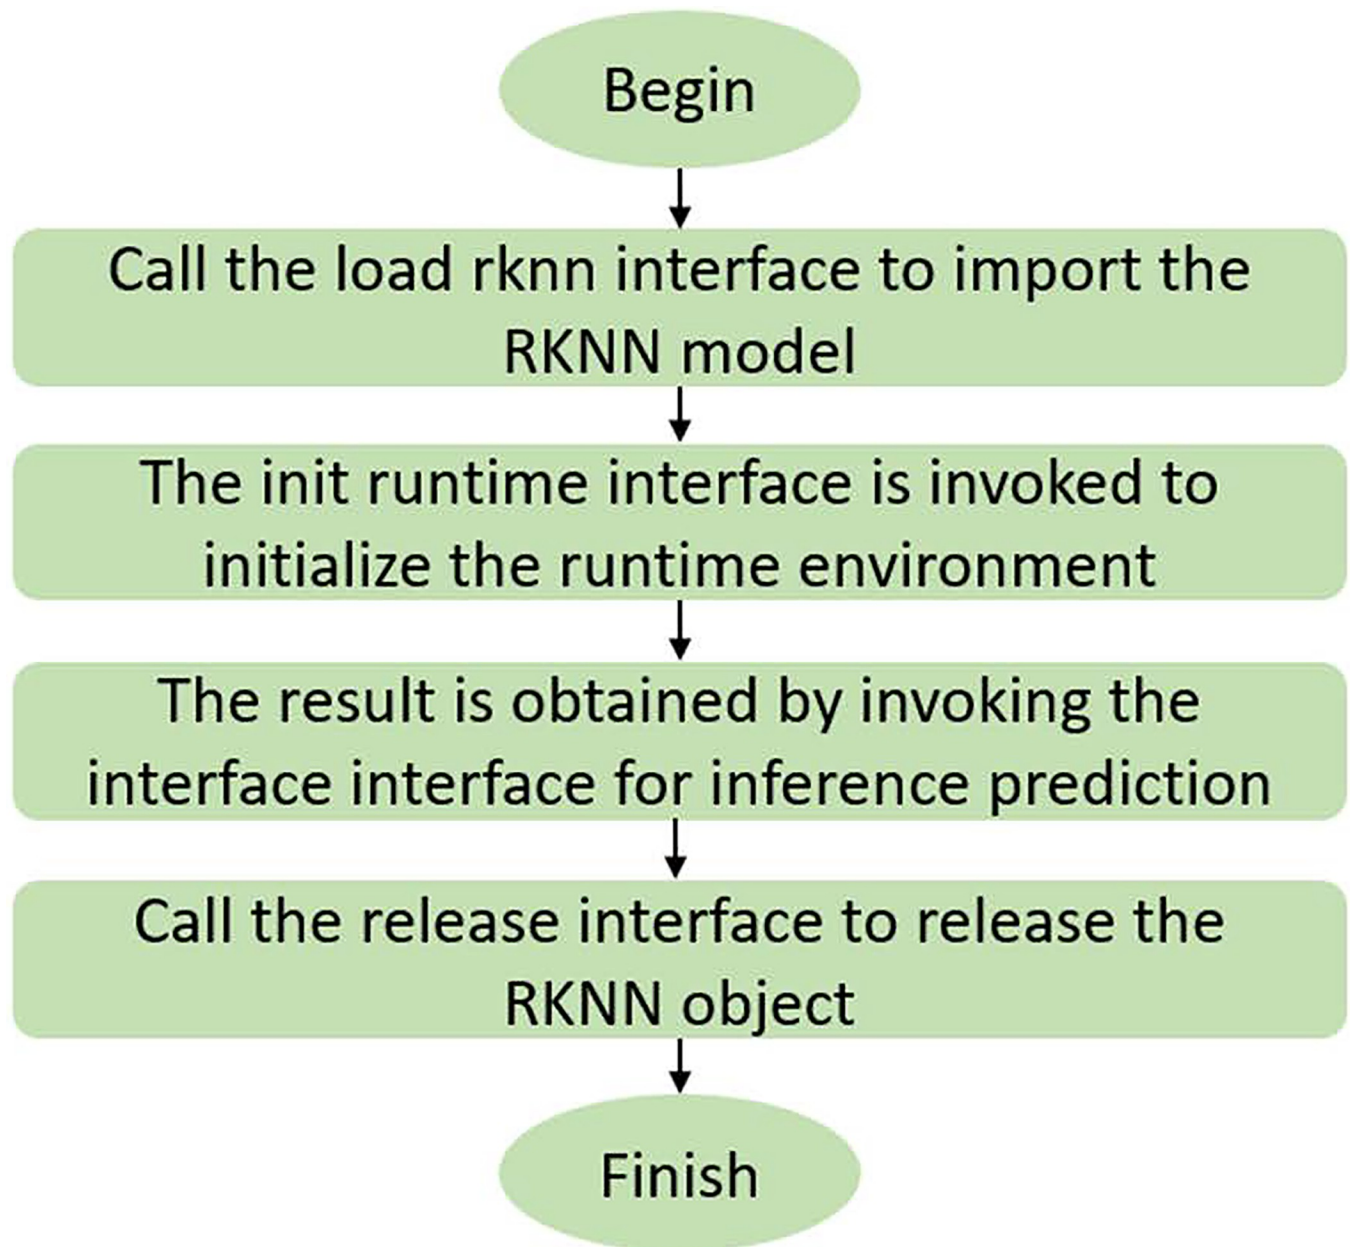 Begin
Call the load rknn interface to import the
RKNN model
The init runtime interface is invoked to
initialize the runtime environment
The result is obtained by invoking the
interface interface for inference prediction
Call the release interface to release the
RKNN object
Finish